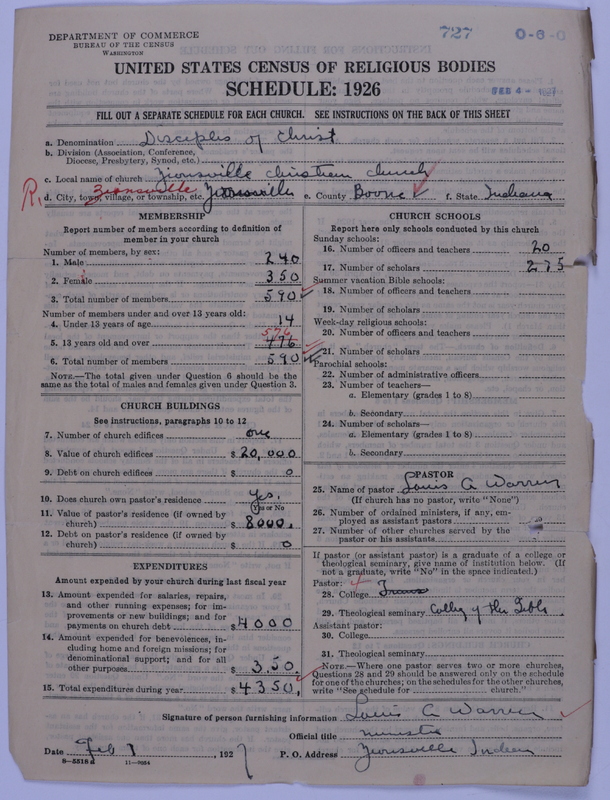 727
0-6-0
DEPARTMENT OF COMMERCE
BUREAU OF THE CENSUS
WASHINGTON
UNITED STATES CENSUS OF RELIGIOUS BODIES
SCHEDULE: 1926
FEB 4 - 1927
FILL OUT A SEPARATE SCHEDULE FOR EACH CHURCH. SEE INSTRUCTIONS ON THE BACK OF THIS SHEET
a. Denomination Disciples of Christ
b. Division (Association, Conference,
Diocese, Presbytery, Synod, etc.)
c. Local name of church Zionsville Christian Church
R, d. City, town, village, or township, etc. Zionsville Zionsville e. County Boone f. State Indiana
MEMBERSHIP
Report number of members according to definition of
member in your church
Number of members, by sex:
1. Male 240
2. Female 350
3. Total number of members 590
Number of members under and over 13 years old:
4. Under 13 years of age 14
576
5. 13 years old and over 476
6. Total number of members 590
NOTE.—The total given under Question 6 should be the
same as the total of males and females given under Question 3.
CHURCH BUILDINGS
See instructions, paragraphs 10 to 12
7. Number of church edifices one
8. Value of church edifices $ 20,000
9. Debt on church edifices $ 0
10. Does church own pastor's residence Yes.
Yes or No
11. Value of pastor's residence (if owned by
church) $ 8000.
12. Debt on pastor's residence (if owned by
church) $ 0
EXPENDITURES
Amount expended by your church during last fiscal year
13. Amount expended for salaries, repairs,
and other running expenses; for im-
provements or new buildings; and for
payments on church debt $ 4000
14. Amount expended for benevolences, in-
cluding home and foreign missions; for
denominational support; and for all
other purposes $ 350.
15. Total expenditures during year $ 4350.
CHURCH SCHOOLS
Report here only schools conducted by this church
Sunday schools:
16. Number of officers and teachers 20
17. Number of scholars 275
Summer vacation Bible schools:
18. Number of officers and teachers
19. Number of scholars
Week-day religious schools:
20. Number of officers and teachers
21. Number of scholars
Parochial schools:
22. Number of administrative officers
23. Number of teachers—
a. Elementary (grades 1 to 8)
b. Secondary
24. Number of scholars—
a. Elementary (grades 1 to 8)
b. Secondary
PASTOR
25. Name of pastor Louis A Warren
(If church has no pastor, write "None")
26. Number of ordained ministers, if any, em-
ployed as assistant pastors
27. Number of other churches served by the
pastor or his assistants
If pastor (or assistant pastor) is a graduate of a college or
theological seminary, give name of institution below. (If
not a graduate, write "No" in the space indicated.)
Pastor:
28. College
29. Theological seminary College of the Bible
Assistant pastor:
30. College
31. Theological seminary
NOTE.—Where one pastor serves two or more churches,
Questions 28 and 29 should be answered only on the schedule
for one of the churches; on the schedules for the other churches,
write "See schedule for church."
Signature of person furnishing information Louis A Warren
Official title minister
Date Feb 1, 1927 P. O. Address Zionsville Indiana
8—5518 a 11—9054